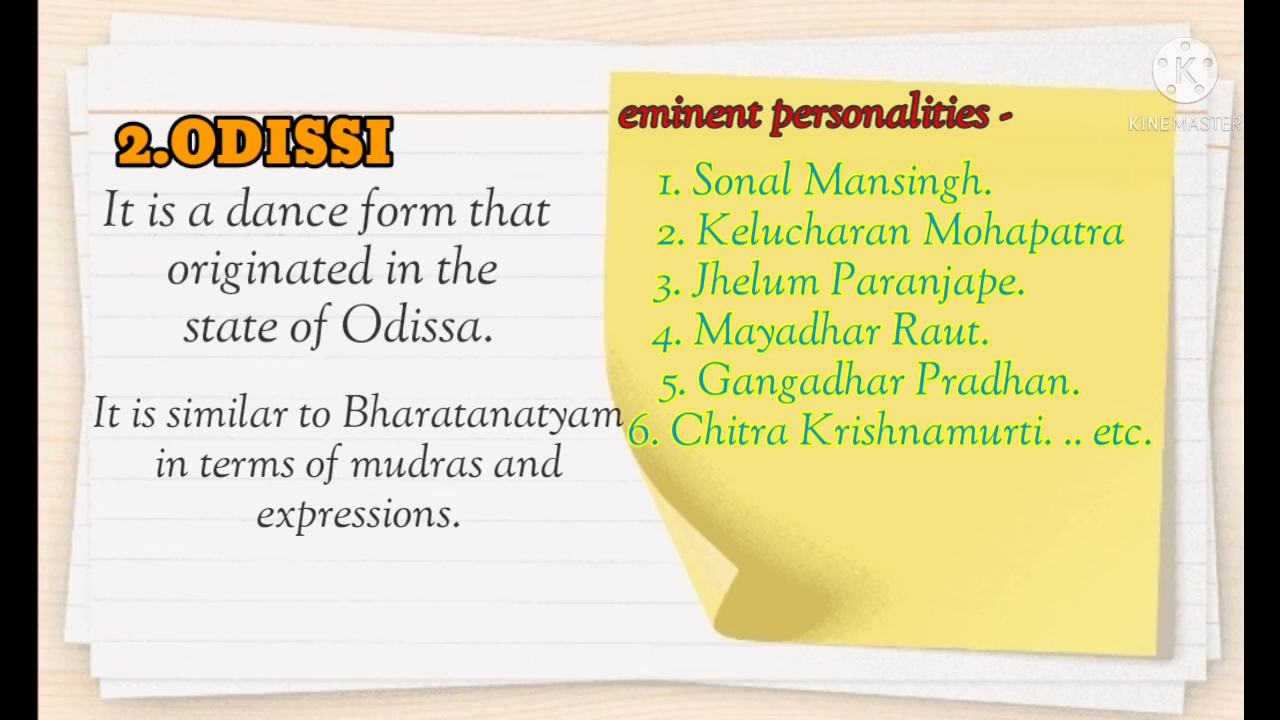 2.ODISSI
It is a dance form that
originated in the
state of Odissa.
It is similar to Bharatanatyam
in terms of mudras and
expressions.
eminent personalities -
1. Sonal Mansingh.
2. Kelucharan Mohapatra
3. Jhelum Paranjape.
4. Mayadhar Raut.
5. Gangadhar Pradhan.
6. Chitra Krishnamurti. .. etc.
K
KINEMASTER